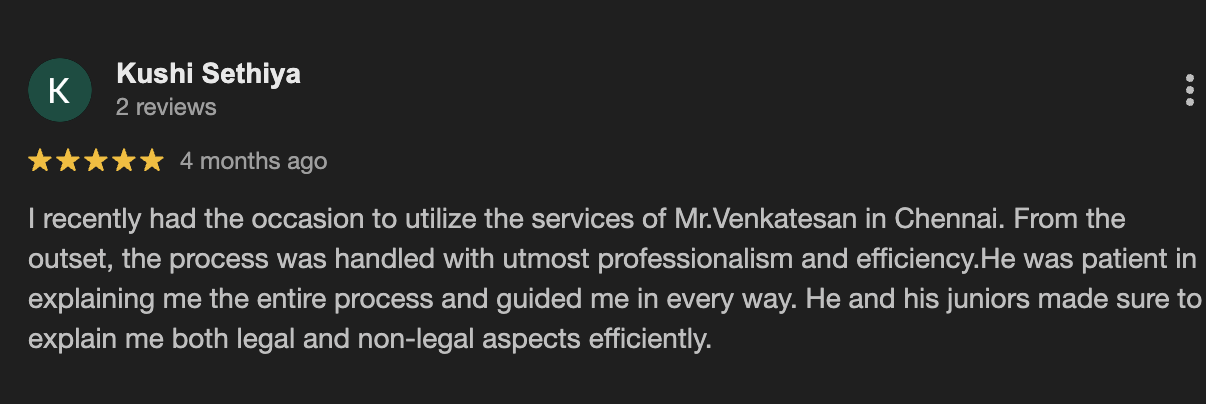 K
Kushi Sethiya
2 reviews
4 months ago
I recently had the occasion to utilize the services of Mr.Venkatesan in Chennai. From the
outset, the process was handled with utmost professionalism and efficiency.He was patient in
explaining me the entire process and guided me in every way. He and his juniors made sure to
explain me both legal and non-legal aspects efficiently.